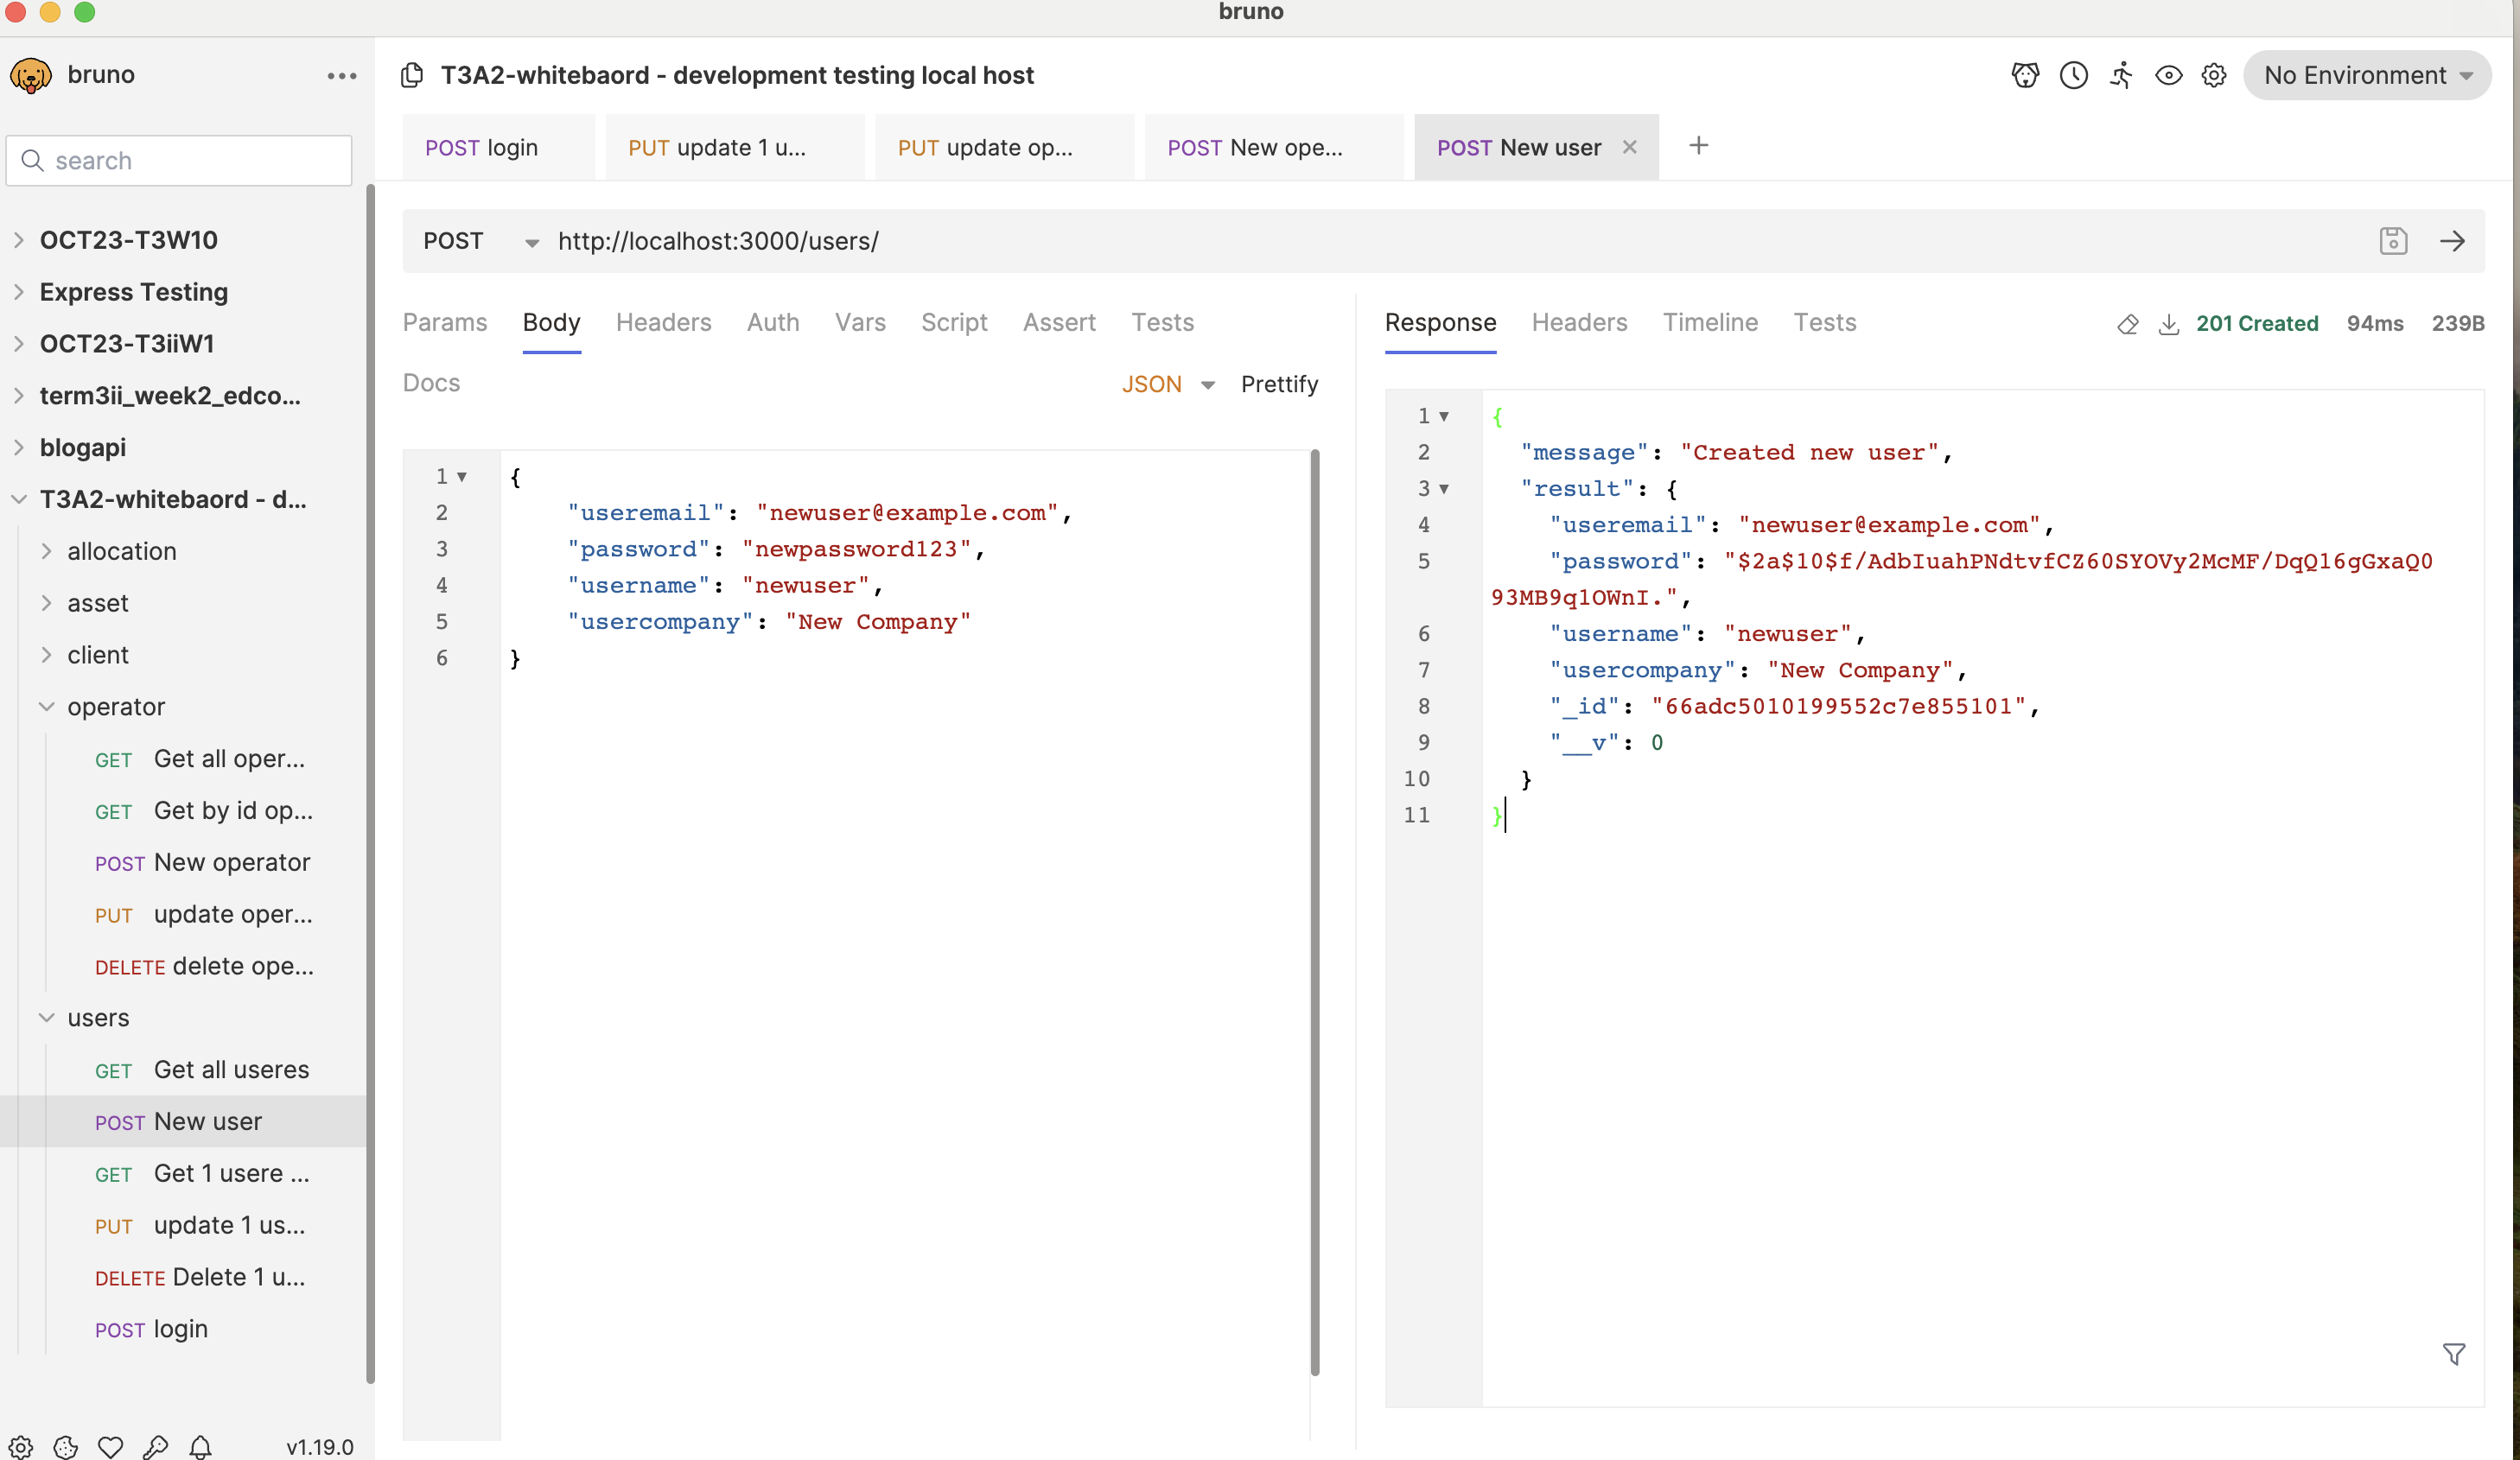 bruno
bruno
T3A2-whitebaord - development testing local host
No Environment
search
POST login
PUT update 1 u...
PUT update op...
POST New ope...
POST New user
POST
http://localhost:3000/users/
OCT23-T3W10
Express Testing
OCT23-T3iiW1
term3ii_week2_edco...
blogapi
T3A2-whitebaord - d...
allocation
asset
client
operator
GET Get all oper...
GET Get by id op...
POST New operator
PUT update oper...
DELETE delete ope...
users
GET Get all useres
POST New user
GET Get 1 usere ...
PUT update 1 us...
DELETE Delete 1 u...
POST login
v1.19.0
Params Body Headers Auth Vars Script Assert Tests
Docs
JSON Prettify
1 {
2 "useremail": "newuser@example.com",
3 "password": "newpassword123",
4 "username": "newuser",
5 "usercompany": "New Company"
6 }
Response Headers Timeline Tests
201 Created 94ms 239B
1 {
2 "message": "Created new user",
3 "result": {
4 "useremail": "newuser@example.com",
5 "password": "$2a$10$f/AdbIuahPNdtvfCZ60SYOVy2McMF/DqQ16gGxaQ0
93MB9q1OWnI.",
6 "username": "newuser",
7 "usercompany": "New Company",
8 "_id": "66adc5010199552c7e855101",
9 "__v": 0
10 }
11 }